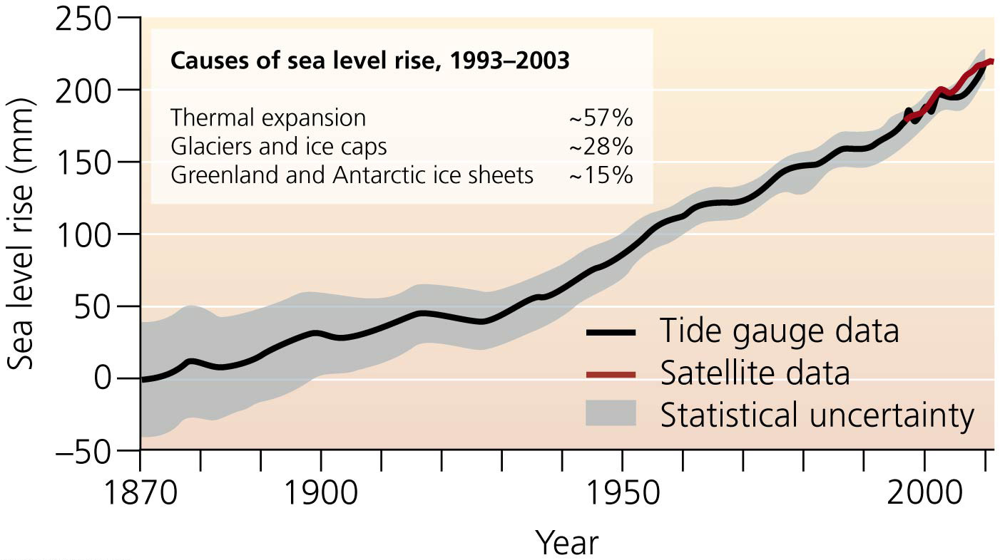 250
200
150
100
50
0
–50
Sea level rise (mm)
Causes of sea level rise, 1993–2003
Thermal expansion ~57%
Glaciers and ice caps ~28%
Greenland and Antarctic ice sheets ~15%
Tide gauge data
Satellite data
Statistical uncertainty
1870 1900 1950 2000
Year